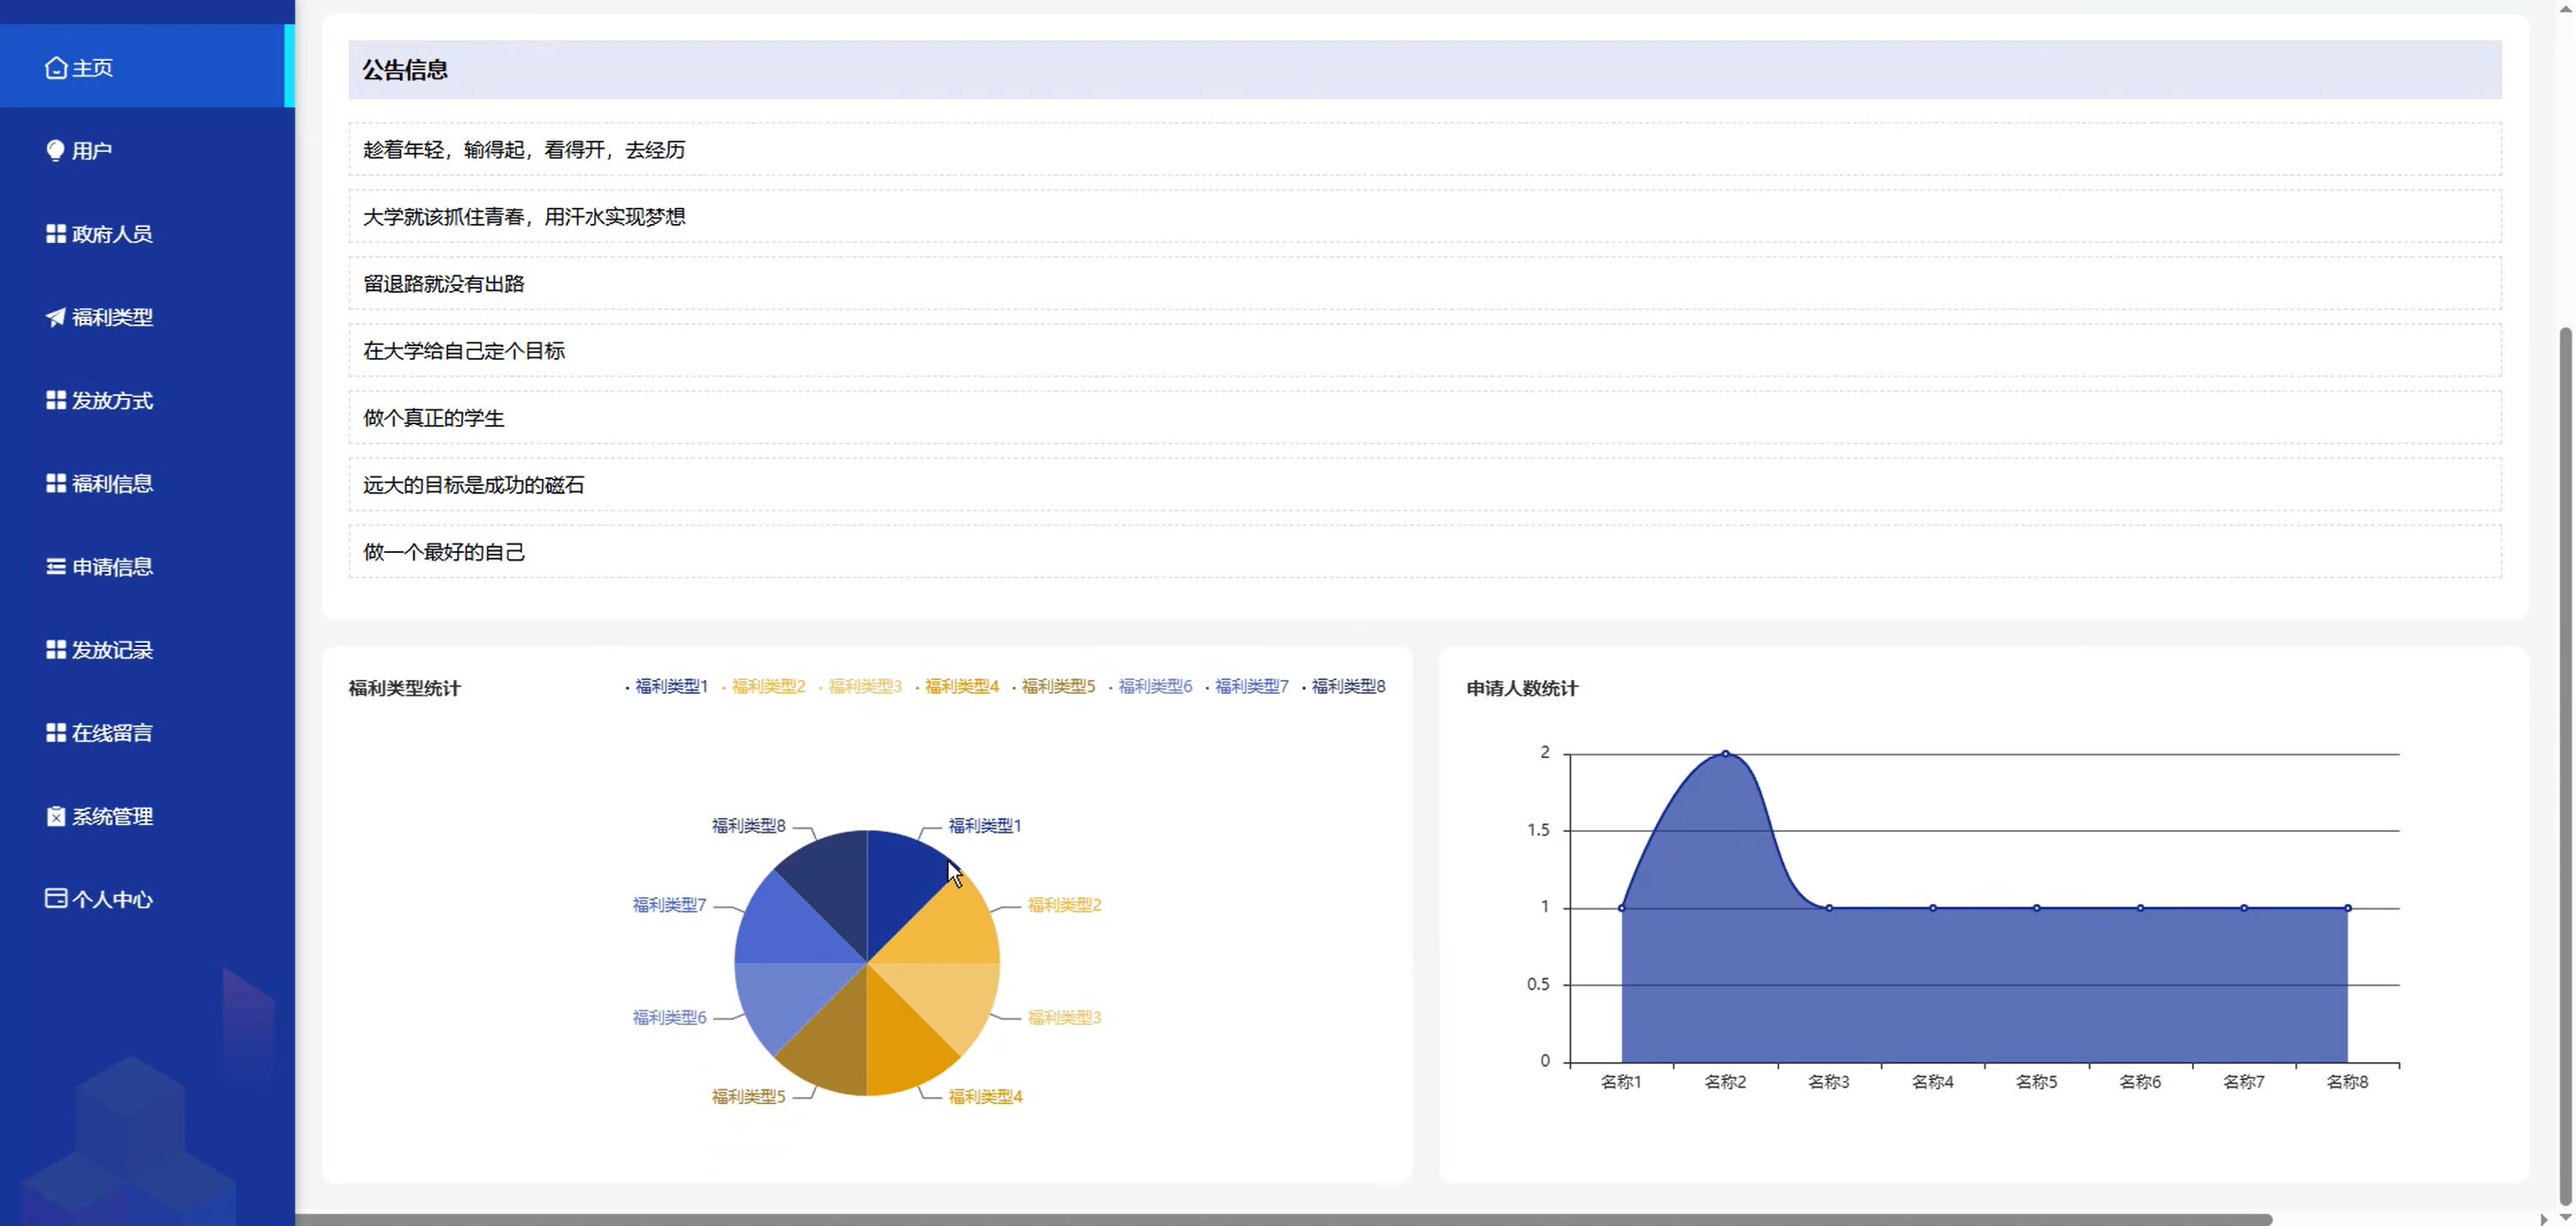 主页
用户
政府人员
福利类型
发放方式
福利信息
申请信息
发放记录
在线留言
系统管理
个人中心
公告信息
趁着年轻，输得起，看得开，去经历
大学就该抓住青春，用汗水实现梦想
留退路就没有出路
在大学给自己定个目标
做个真正的学生
远大的目标是成功的磁石
做一个最好的自己
福利类型统计
福利类型1 福利类型2 福利类型3 福利类型4 福利类型5 福利类型6 福利类型7 福利类型8
福利类型8 福利类型1
福利类型7 福利类型2
福利类型6 福利类型3
福利类型5 福利类型4
申请人数统计
2
1.5
1
0.5
0
名称1 名称2 名称3 名称4 名称5 名称6 名称7 名称8